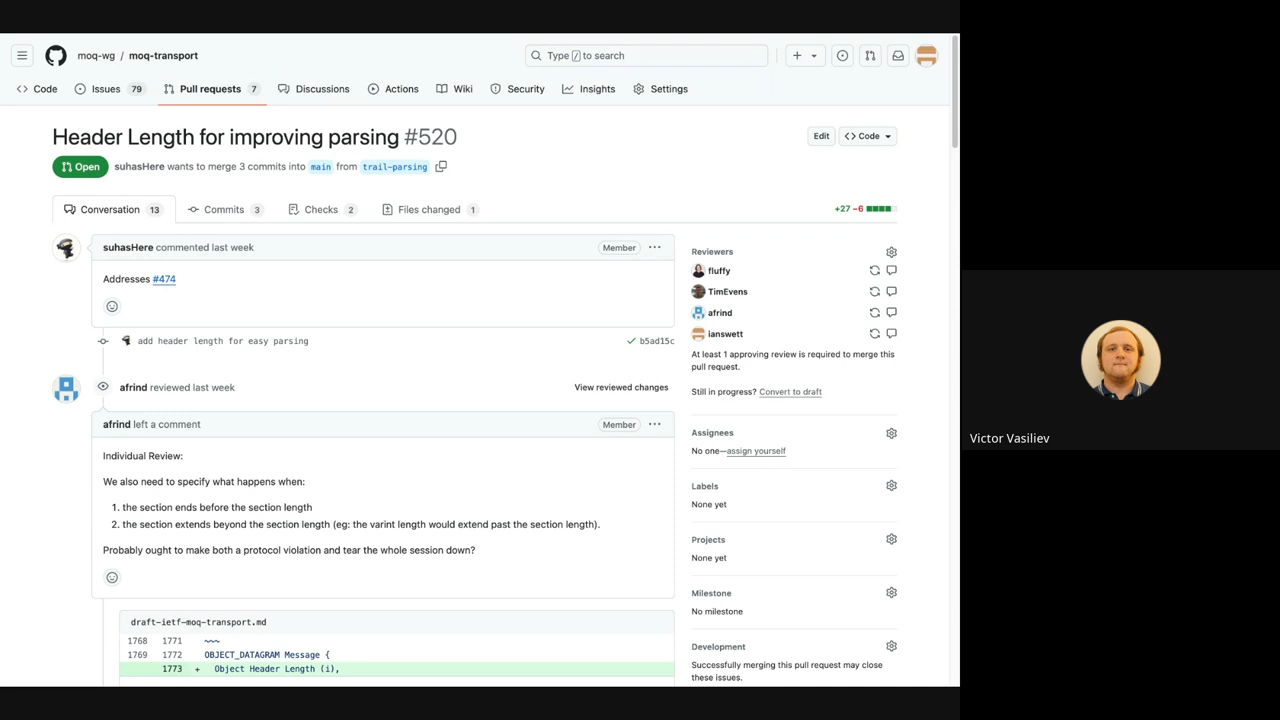 moq-wg / moq-transport
Type / to search
Code
Issues 79
Pull requests 7
Discussions
Actions
Wiki
Security
Insights
Settings
Header Length for improving parsing #520
Edit
<> Code
Open
suhasHere wants to merge 3 commits into main from trail-parsing
Conversation 13
Commits 3
Checks 2
Files changed 1
+27 −6
suhasHere commented last week
Member
Addresses #474
add header length for easy parsing
b5ad15c
afrind reviewed last week
View reviewed changes
afrind left a comment
Member
Individual Review:
We also need to specify what happens when:
1. the section ends before the section length
2. the section extends beyond the section length (eg: the varint length would extend past the section length).
Probably ought to make both a protocol violation and tear the whole session down?
draft-ietf-moq-transport.md
1768 1771 ~~~
1769 1772 OBJECT_DATAGRAM Message {
1773 + Object Header Length (i),
Reviewers
fluffy
TimEvens
afrind
ianswett
At least 1 approving review is required to merge this
pull request.
Still in progress? Convert to draft
Assignees
No one—assign yourself
Labels
None yet
Projects
None yet
Milestone
No milestone
Development
Successfully merging this pull request may close
these issues.
Victor Vasiliev